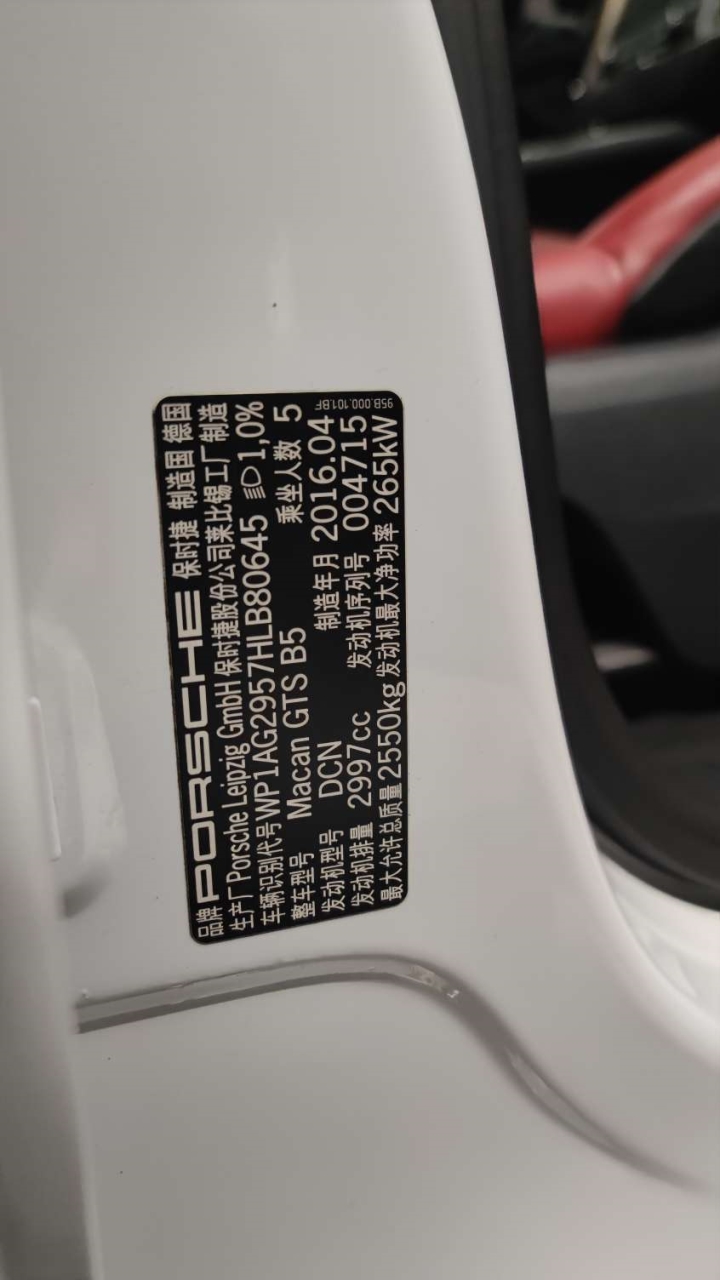 品牌 PORSCHE 保时捷 制造国 德国
生产厂 Porsche Leipzig GmbH 保时捷股份公司莱比锡工厂制造
车辆识别代号 WP1AG2957HLB80645 1,0%
整车型号 Macan GTS B5 乘坐人数 5
发动机型号 DCN 制造年月 2016.04
发动机排量 2997cc 发动机序列号 004715
最大允许总质量 2550kg 发动机最大净功率 265kW
95B.000.101.BF